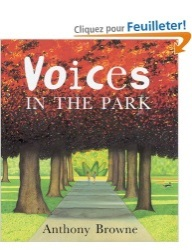 Cliquez pour Feuilleter!
Voices
IN THE PARK
Anthony Browne